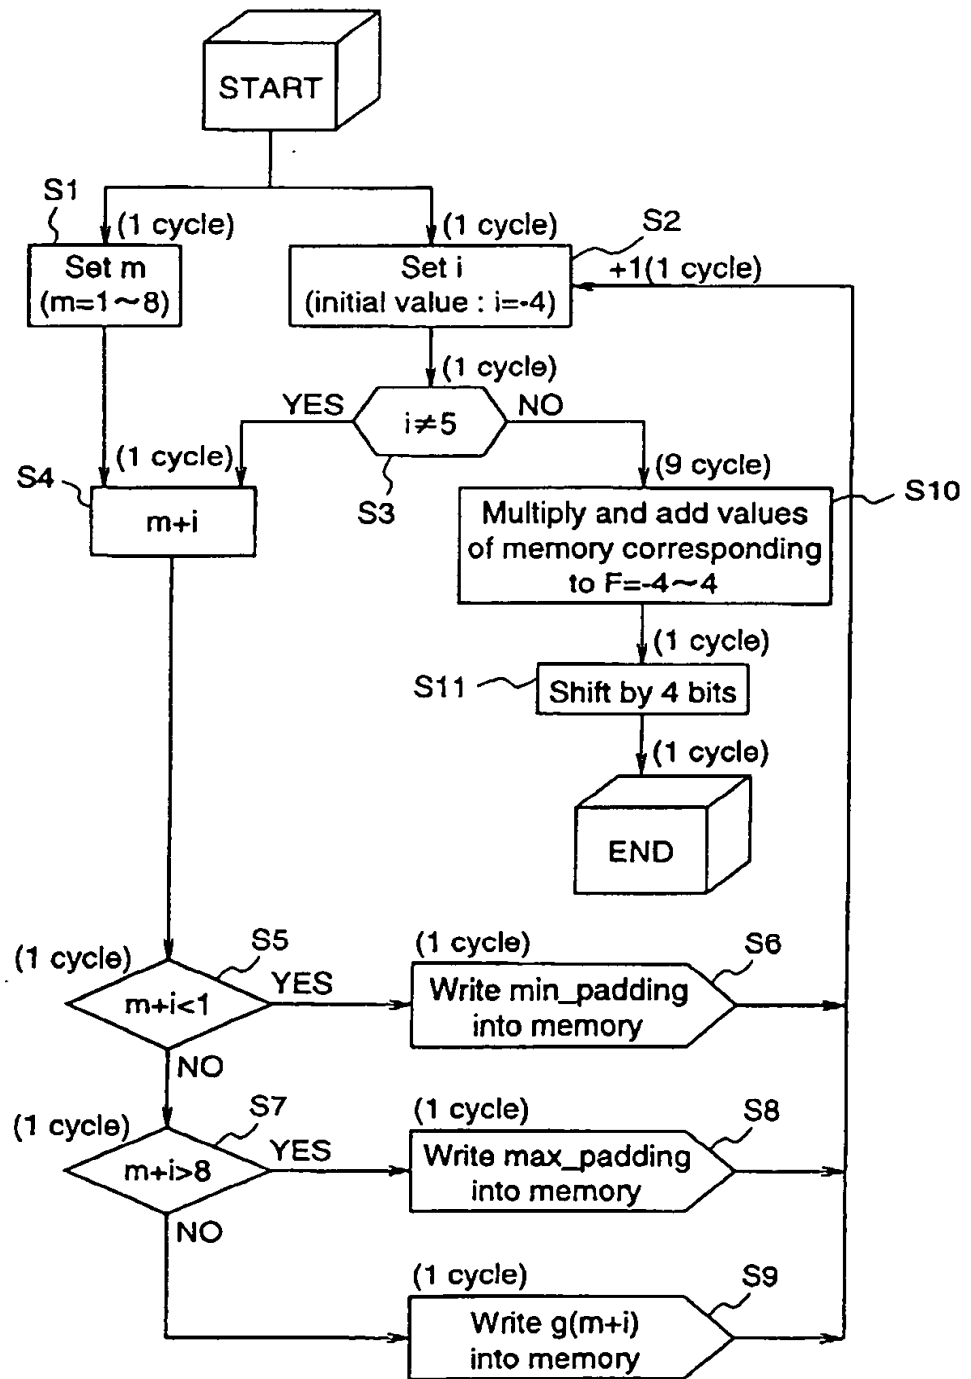 START
S1
(1 cycle)
(1 cycle)
S2
Set m
(m=1~8)
Set i
(initial value : i=-4)
+1(1 cycle)
(1 cycle)
YES
i≠5
NO
S3
S4
(1 cycle)
m+i
(9 cycle)
S10
Multiply and add values
of memory corresponding
to F=-4~4
(1 cycle)
S11
Shift by 4 bits
(1 cycle)
END
(1 cycle)
S5
m+i<1
YES
NO
(1 cycle)
S6
Write min_padding
into memory
(1 cycle)
S7
m+i>8
YES
NO
(1 cycle)
S8
Write max_padding
into memory
(1 cycle)
S9
Write g(m+i)
into memory